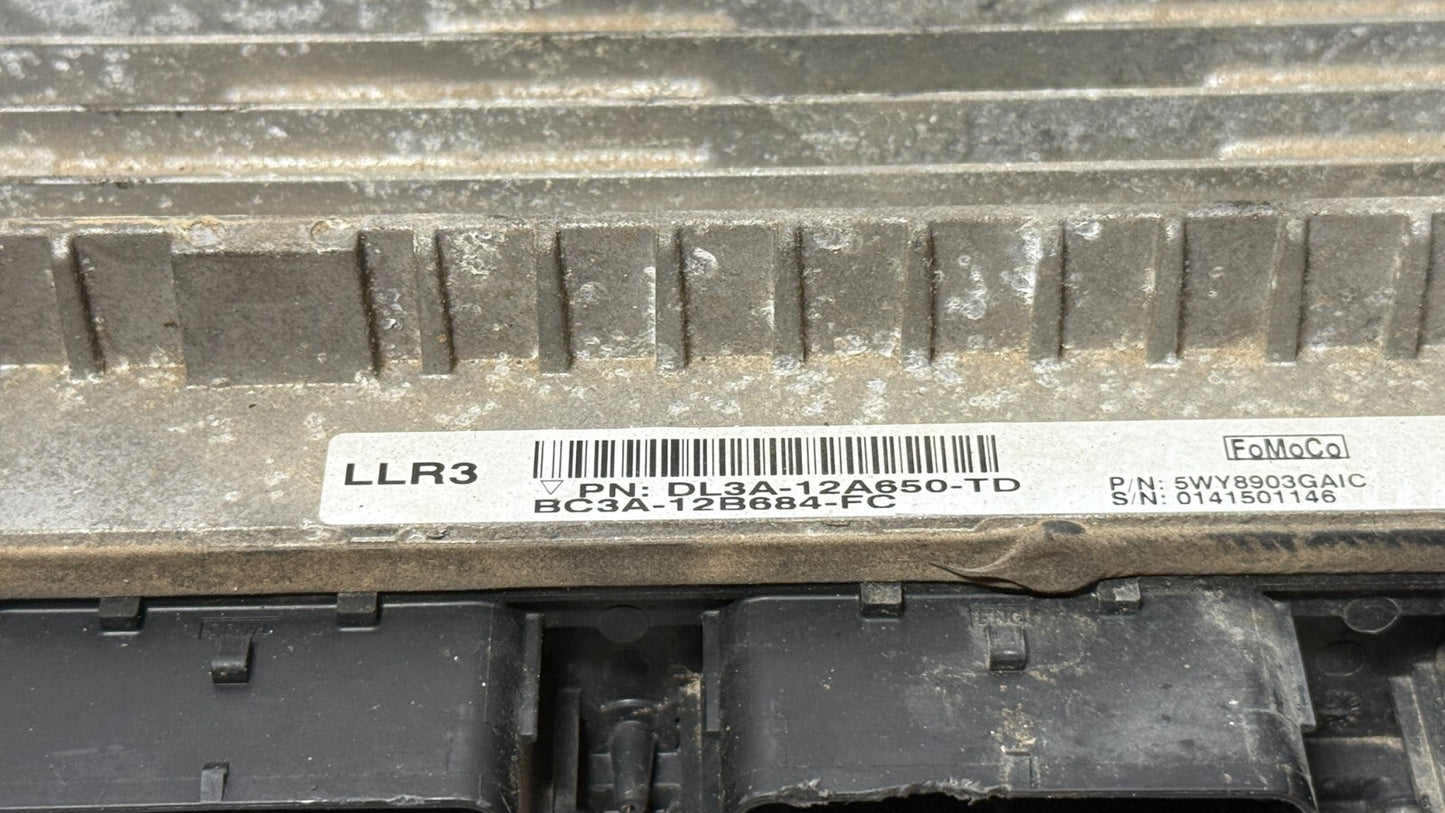 LLR3
PN: DL3A-12A650-TD
BC3A-12B684-FC
FoMoCo
P/N: 5WY8903GAIC
S/N: 0141501146